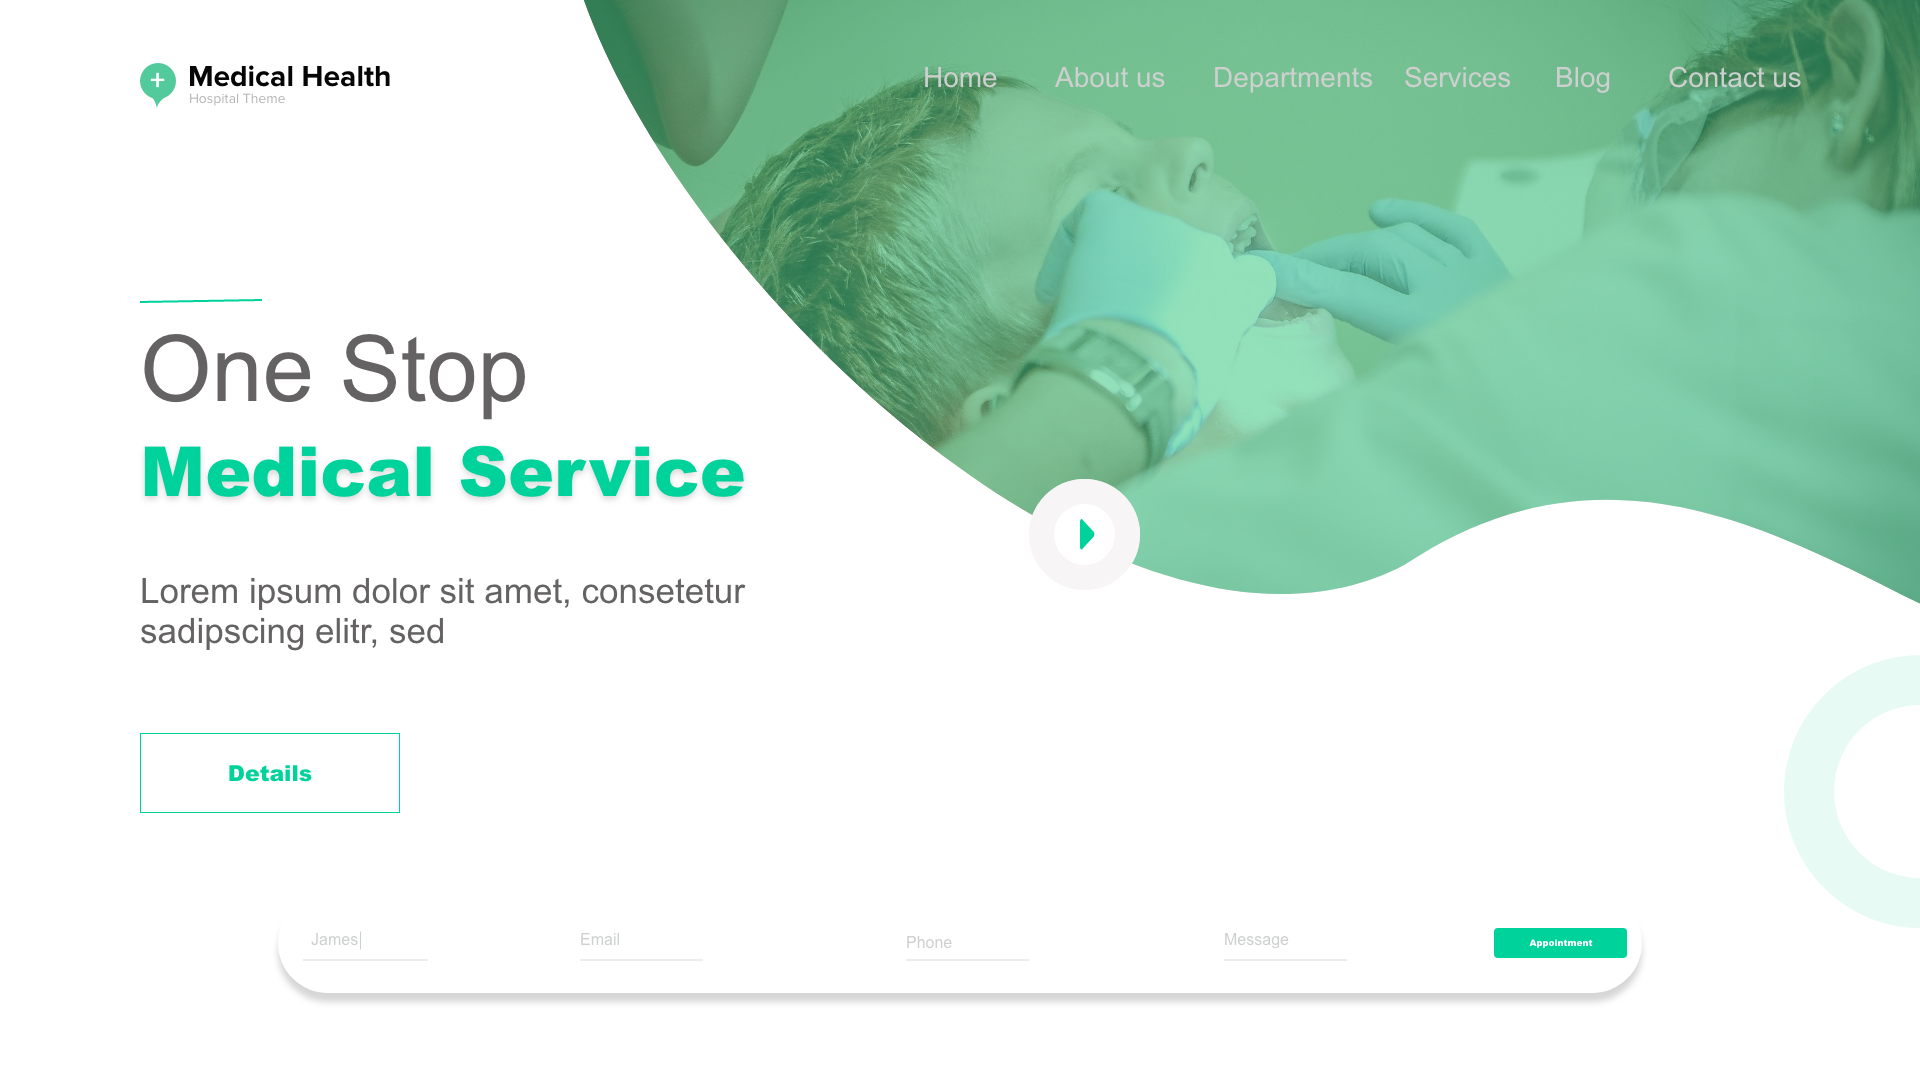 Medical Health
Hospital Theme
Home About us Departments Services Blog Contact us
One Stop
Medical Service
Lorem ipsum dolor sit amet, consetetur
sadipscing elitr, sed
Details
James
Email
Phone
Message
Appointment